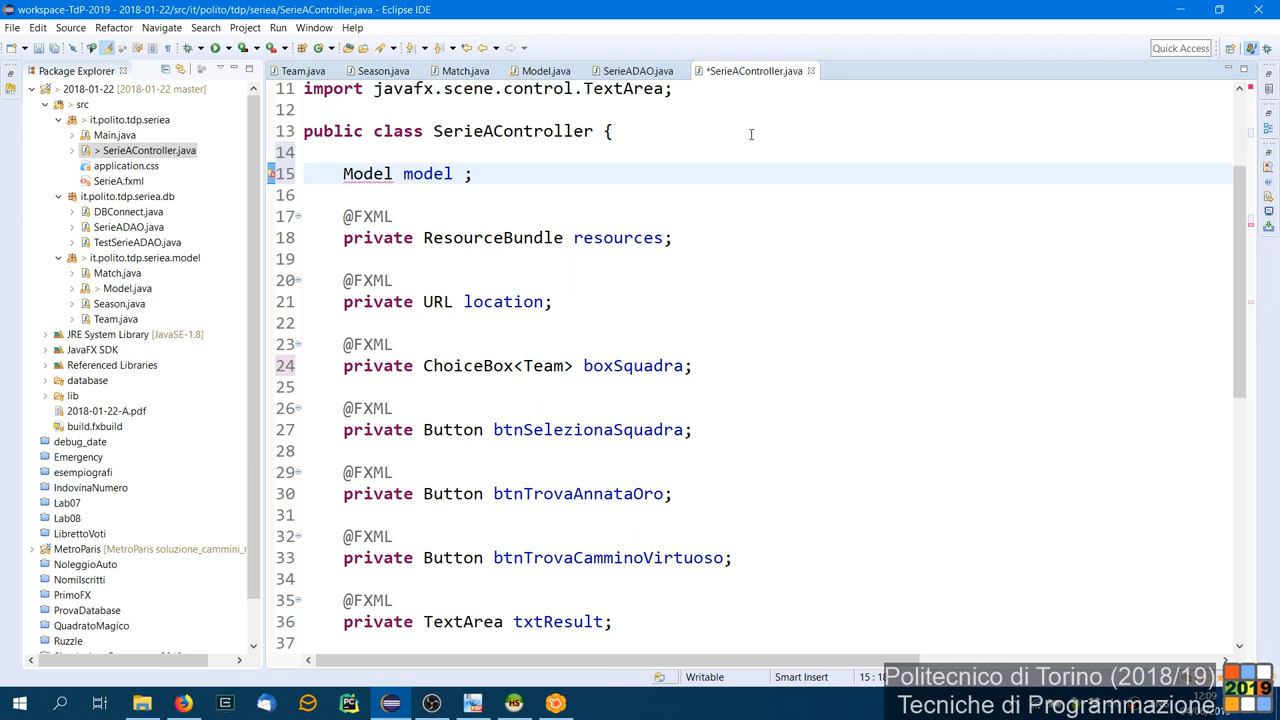 workspace-TdP-2019 - 2018-01-22/src/it/polito/tdp/seriea/SerieAController.java - Eclipse IDE
File Edit Source Refactor Navigate Search Project Run Window Help
Quick Access
Package Explorer
Team.java Season.java Match.java Model.java SerieADAO.java *SerieAController.java
> 2018-01-22 [2018-01-22 master]
src
it.polito.tdp.seriea
Main.java
> SerieAController.java
application.css
SerieA.fxml
it.polito.tdp.seriea.db
DBConnect.java
SerieADAO.java
TestSerieADAO.java
it.polito.tdp.seriea.model
Match.java
> Model.java
Season.java
Team.java
JRE System Library [JavaSE-1.8]
JavaFX SDK
Referenced Libraries
database
lib
2018-01-22-A.pdf
build.fxbuild
debug_date
Emergency
esempiografi
IndovinaNumero
Lab07
Lab08
LibrettoVoti
MetroParis [MetroParis soluzione_cammini_
NoleggioAuto
NomiIscritti
PrimoFX
ProvaDatabase
QuadratoMagico
Ruzzle
11 import javafx.scene.control.TextArea;
12
13 public class SerieAController {
14
15 Model model ;
16
17 @FXML
18 private ResourceBundle resources;
19
20 @FXML
21 private URL location;
22
23 @FXML
24 private ChoiceBox<Team> boxSquadra;
25
26 @FXML
27 private Button btnSelezionaSquadra;
28
29 @FXML
30 private Button btnTrovaAnnataOro;
31
32 @FXML
33 private Button btnTrovaCamminoVirtuoso;
34
35 @FXML
36 private TextArea txtResult;
37
Writable Smart Insert 15 : 18
Politecnico di Torino (2018/19)
Tecniche di Programmazione
2019
12:09